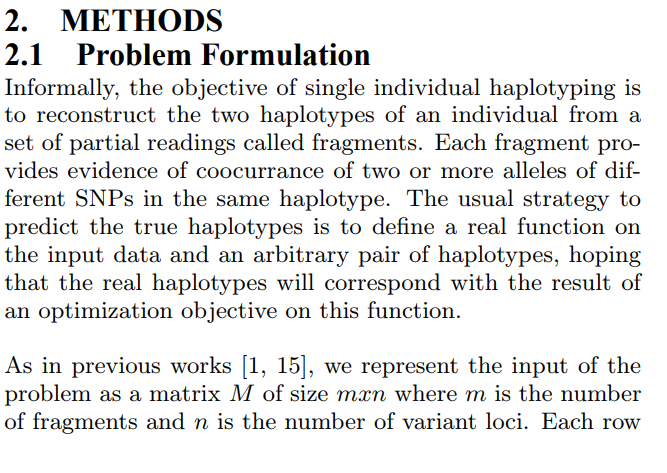 2. METHODS
2.1 Problem Formulation
Informally, the objective of single individual haplotyping is
to reconstruct the two haplotypes of an individual from a
set of partial readings called fragments. Each fragment pro-
vides evidence of coocurrance of two or more alleles of dif-
ferent SNPs in the same haplotype. The usual strategy to
predict the true haplotypes is to define a real function on
the input data and an arbitrary pair of haplotypes, hoping
that the real haplotypes will correspond with the result of
an optimization objective on this function.
As in previous works [1, 15], we represent the input of the
problem as a matrix M of size mxn where m is the number
of fragments and n is the number of variant loci. Each row